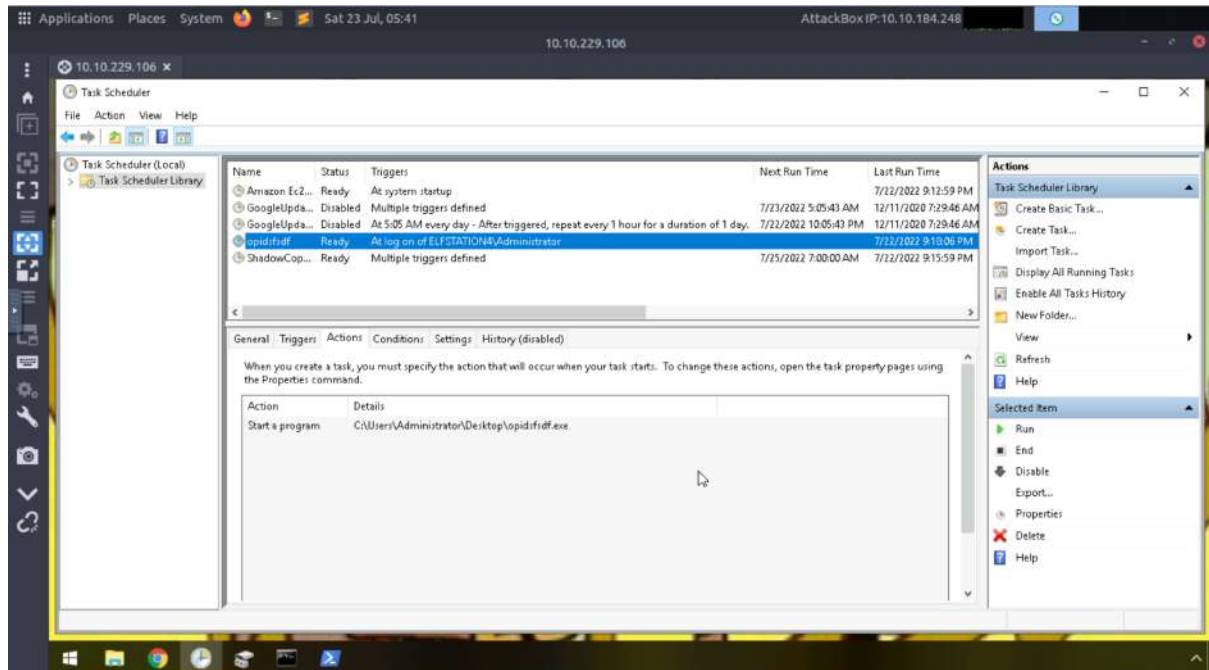 Applications Places System Sat 23 Jul, 05:41 AttackBox IP:10.10.184.248
10.10.229.106
10.10.229.106 ×
Task Scheduler
File Action View Help
Task Scheduler (Local)
Task Scheduler Library
Name Status Triggers Next Run Time Last Run Time
Amazon Ec2... Ready At system startup 7/22/2022 9:12:59 PM
GoogleUpda... Disabled Multiple triggers defined 7/23/2022 5:05:43 AM 12/11/2020 7:29:46 AM
GoogleUpda... Disabled At 5:05 AM every day - After triggered, repeat every 1 hour for a duration of 1 day. 7/22/2022 10:05:43 PM 12/11/2020 7:29:46 AM
opidsfsdf Ready At log on of ELFSTATION4\Administrator 7/22/2022 9:18:06 PM
ShadowCop... Ready Multiple triggers defined 7/25/2022 7:00:00 AM 7/22/2022 9:15:59 PM
General Triggers Actions Conditions Settings History (disabled)
When you create a task, you must specify the action that will occur when your task starts. To change these actions, open the task property pages using
the Properties command.
Action Details
Start a program C:\Users\Administrator\Desktop\opidsfsdf.exe
Actions
Task Scheduler Library
Create Basic Task...
Create Task...
Import Task...
Display All Running Tasks
Enable All Tasks History
New Folder...
View
Refresh
Help
Selected Item
Run
End
Disable
Export...
Properties
Delete
Help